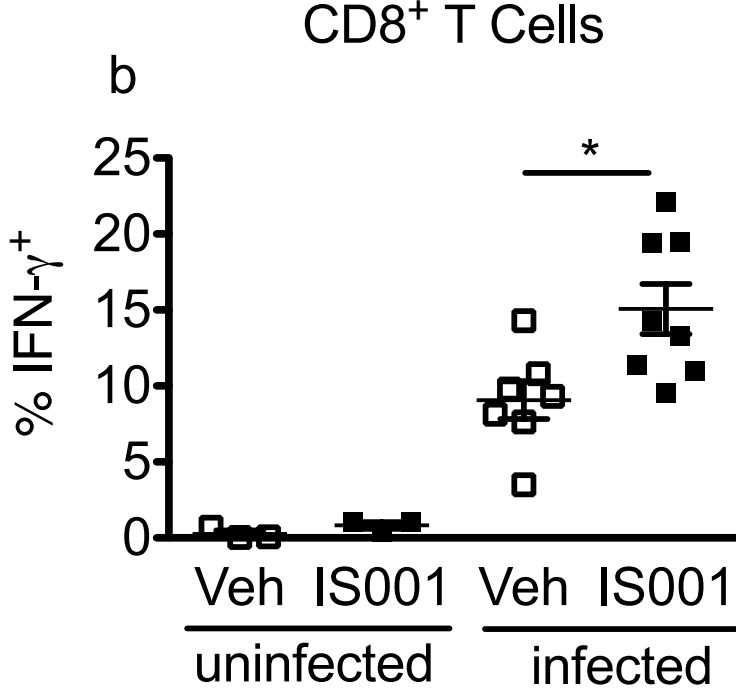 CD8+ T Cells
b
% IFN-γ+
25
20
15
10
5
0
*
Veh IS001 Veh IS001
uninfected infected